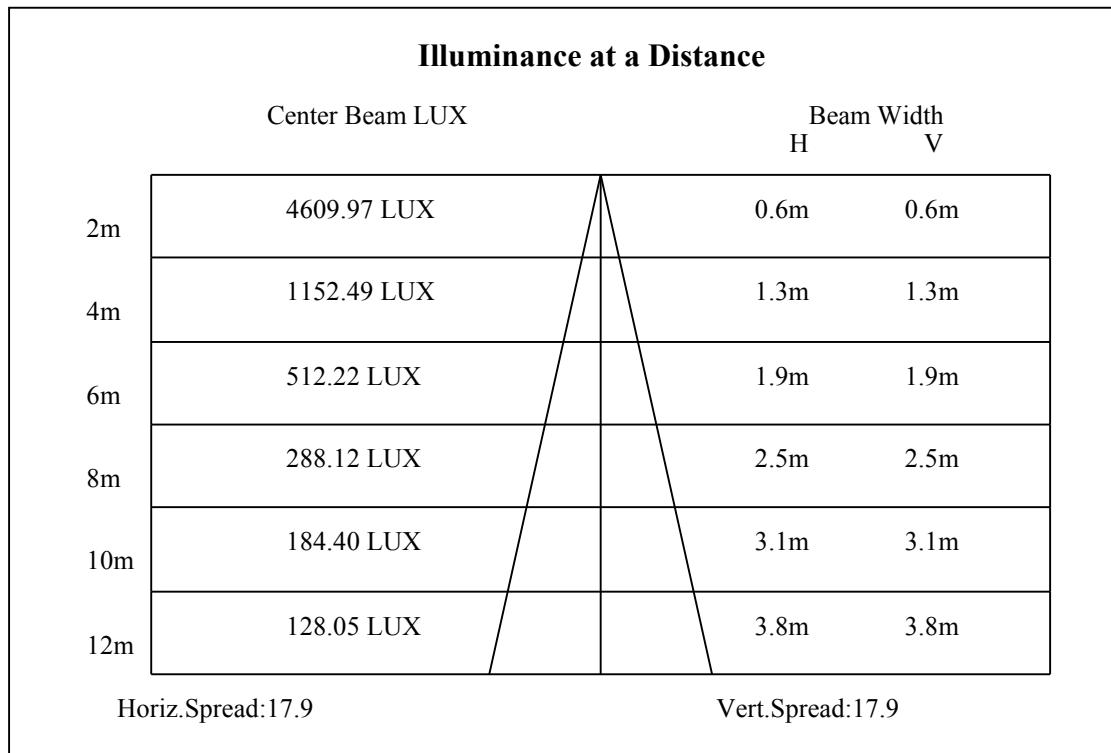 Illuminance at a Distance
Center Beam LUX Beam Width
H V
2m 4609.97 LUX 0.6m 0.6m
4m 1152.49 LUX 1.3m 1.3m
6m 512.22 LUX 1.9m 1.9m
8m 288.12 LUX 2.5m 2.5m
10m 184.40 LUX 3.1m 3.1m
12m 128.05 LUX 3.8m 3.8m
Horiz.Spread:17.9 Vert.Spread:17.9